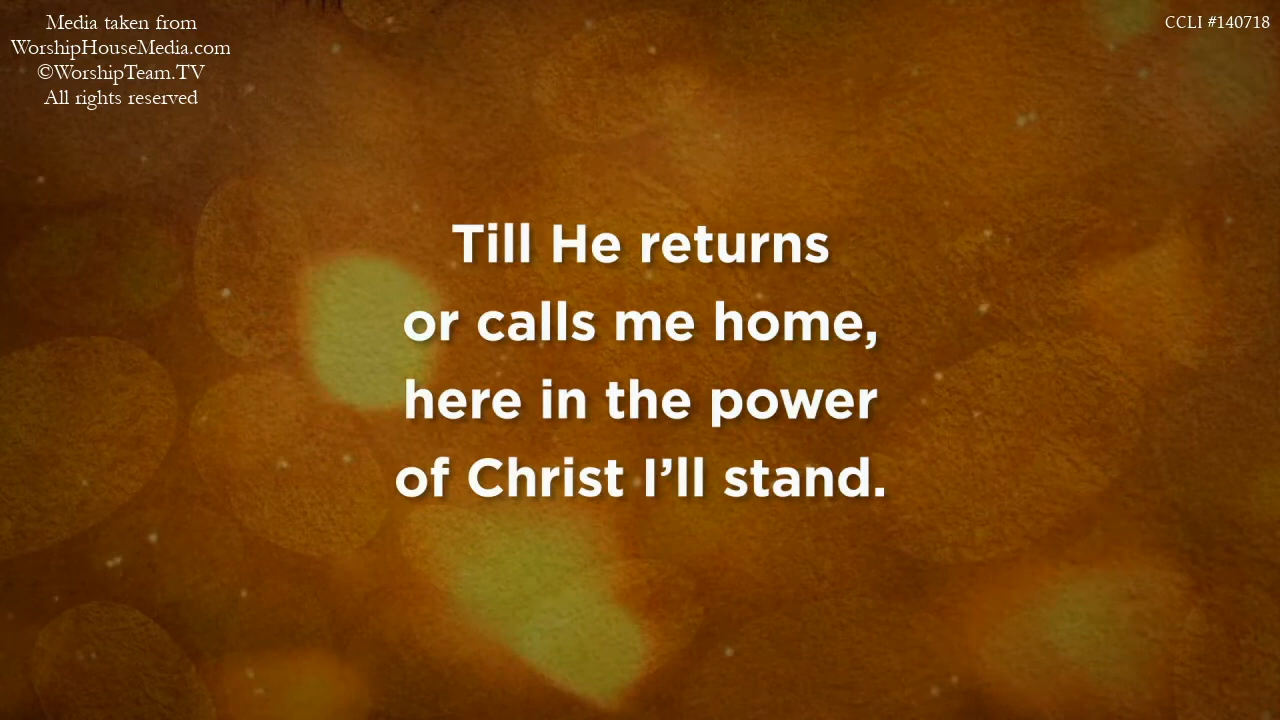 Media taken from
WorshipHouseMedia.com
©WorshipTeam.TV
All rights reserved
CCLI #140718
Till He returns
or calls me home,
here in the power
of Christ I’ll stand.